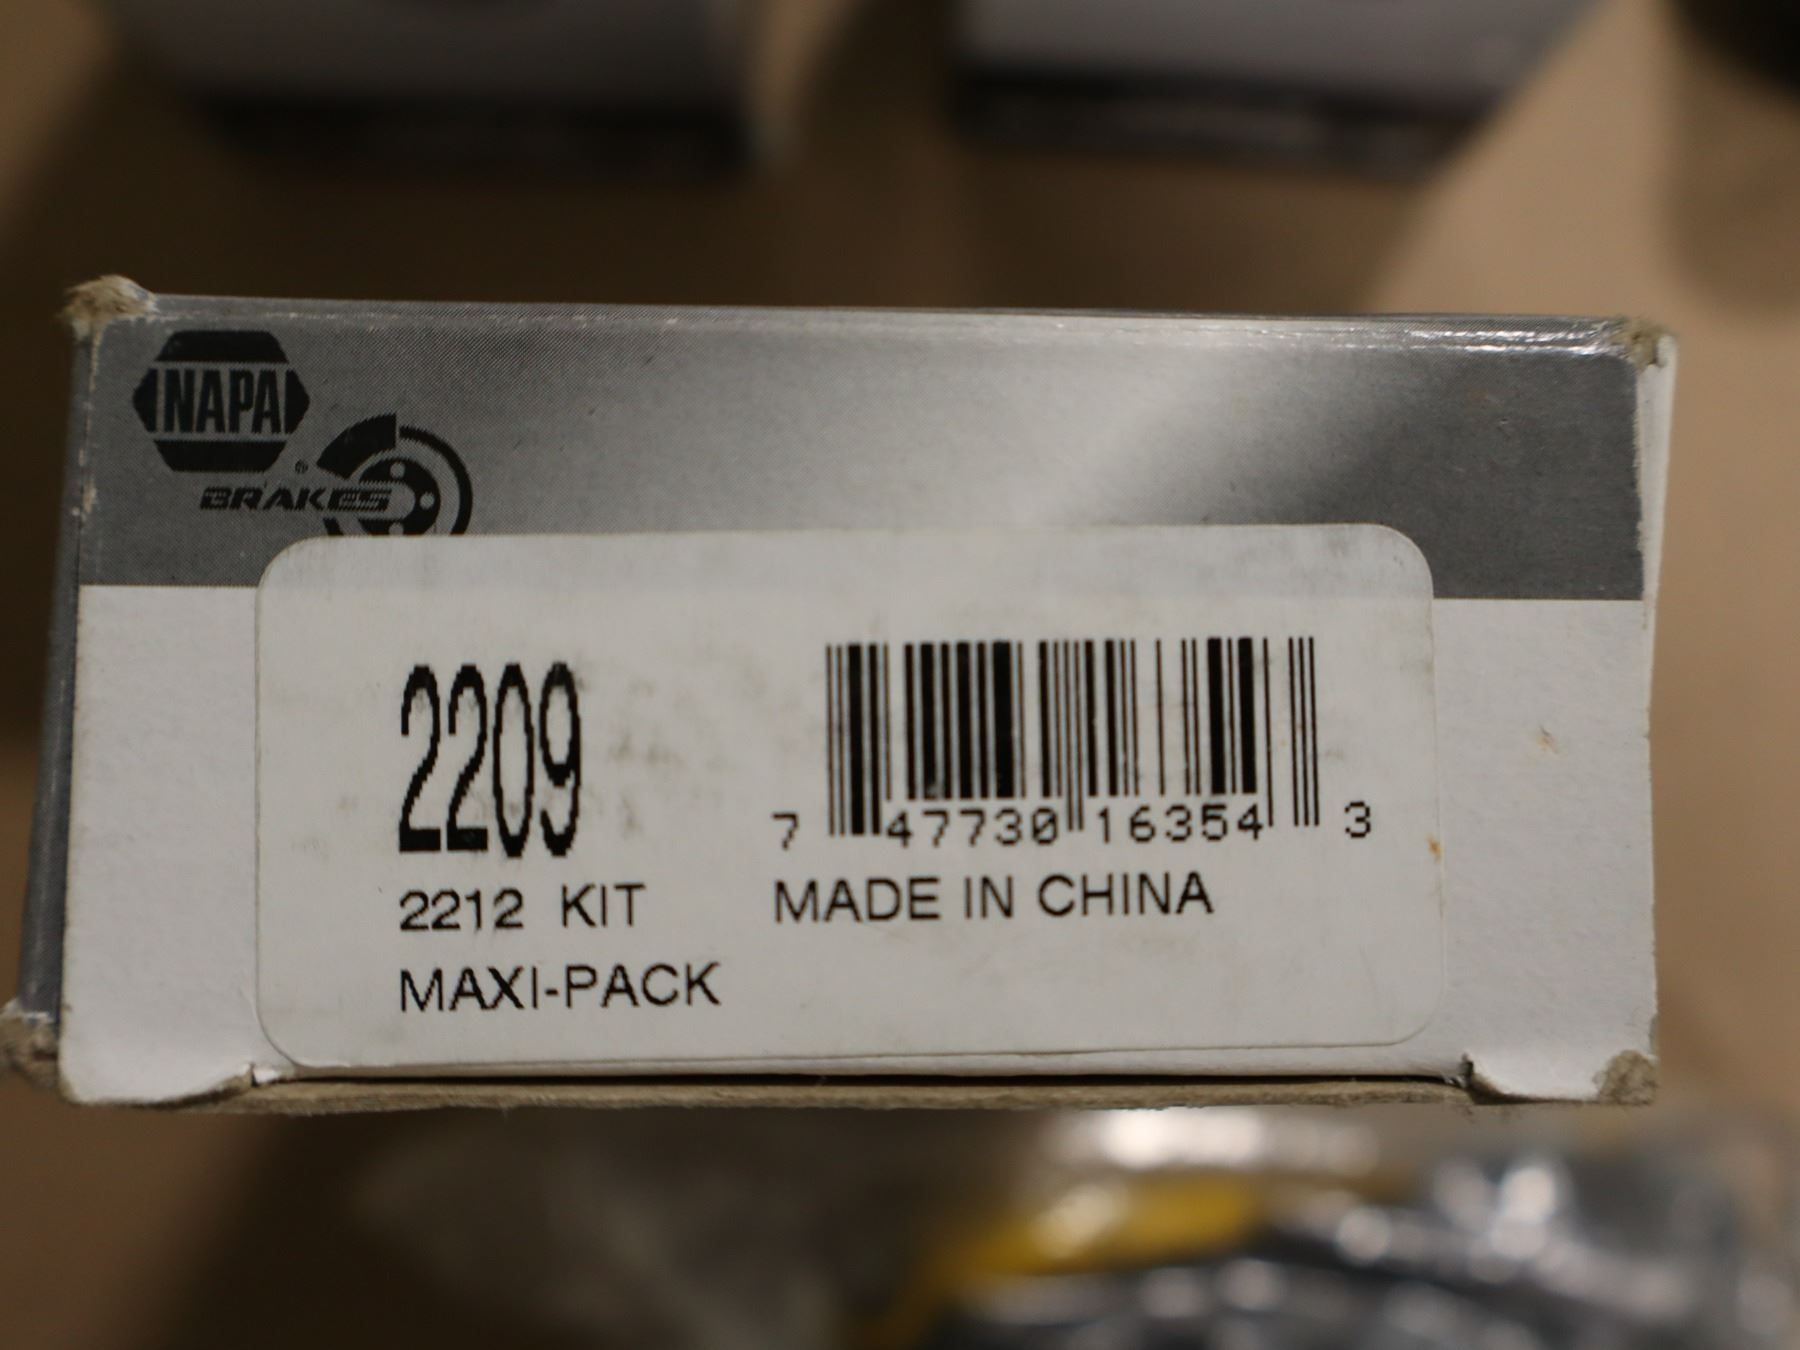 NAPA
®
BRAKES
2209
7 47730 16354 3
2212 KIT
MADE IN CHINA
MAXI-PACK